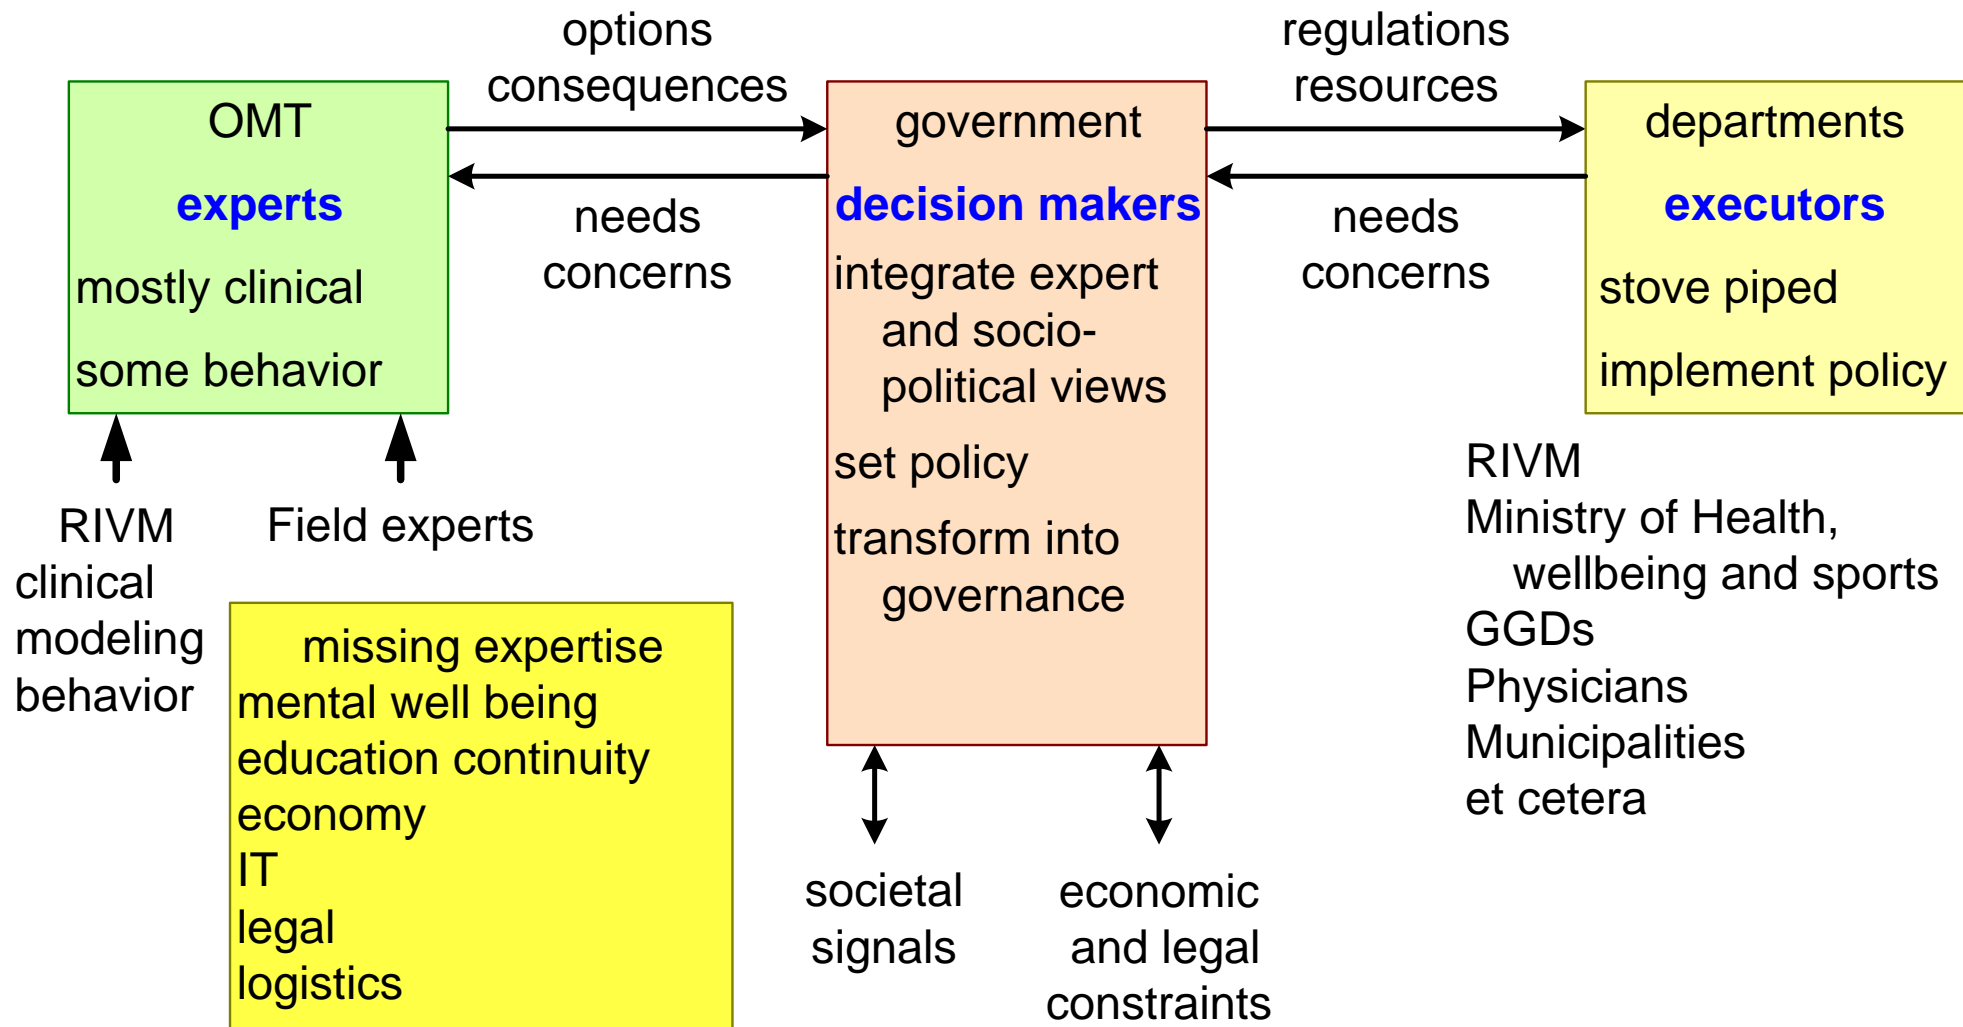 options
consequences
regulations
resources
OMT
experts
mostly clinical
some behavior
needs
concerns
government
decision makers
integrate expert
and socio-
political views
set policy
transform into
governance
needs
concerns
departments
executors
stove piped
implement policy
RIVM
clinical
modeling
behavior
Field experts
missing expertise
mental well being
education continuity
economy
IT
legal
logistics
societal
signals
economic
and legal
constraints
RIVM
Ministry of Health,
wellbeing and sports
GGDs
Physicians
Municipalities
et cetera